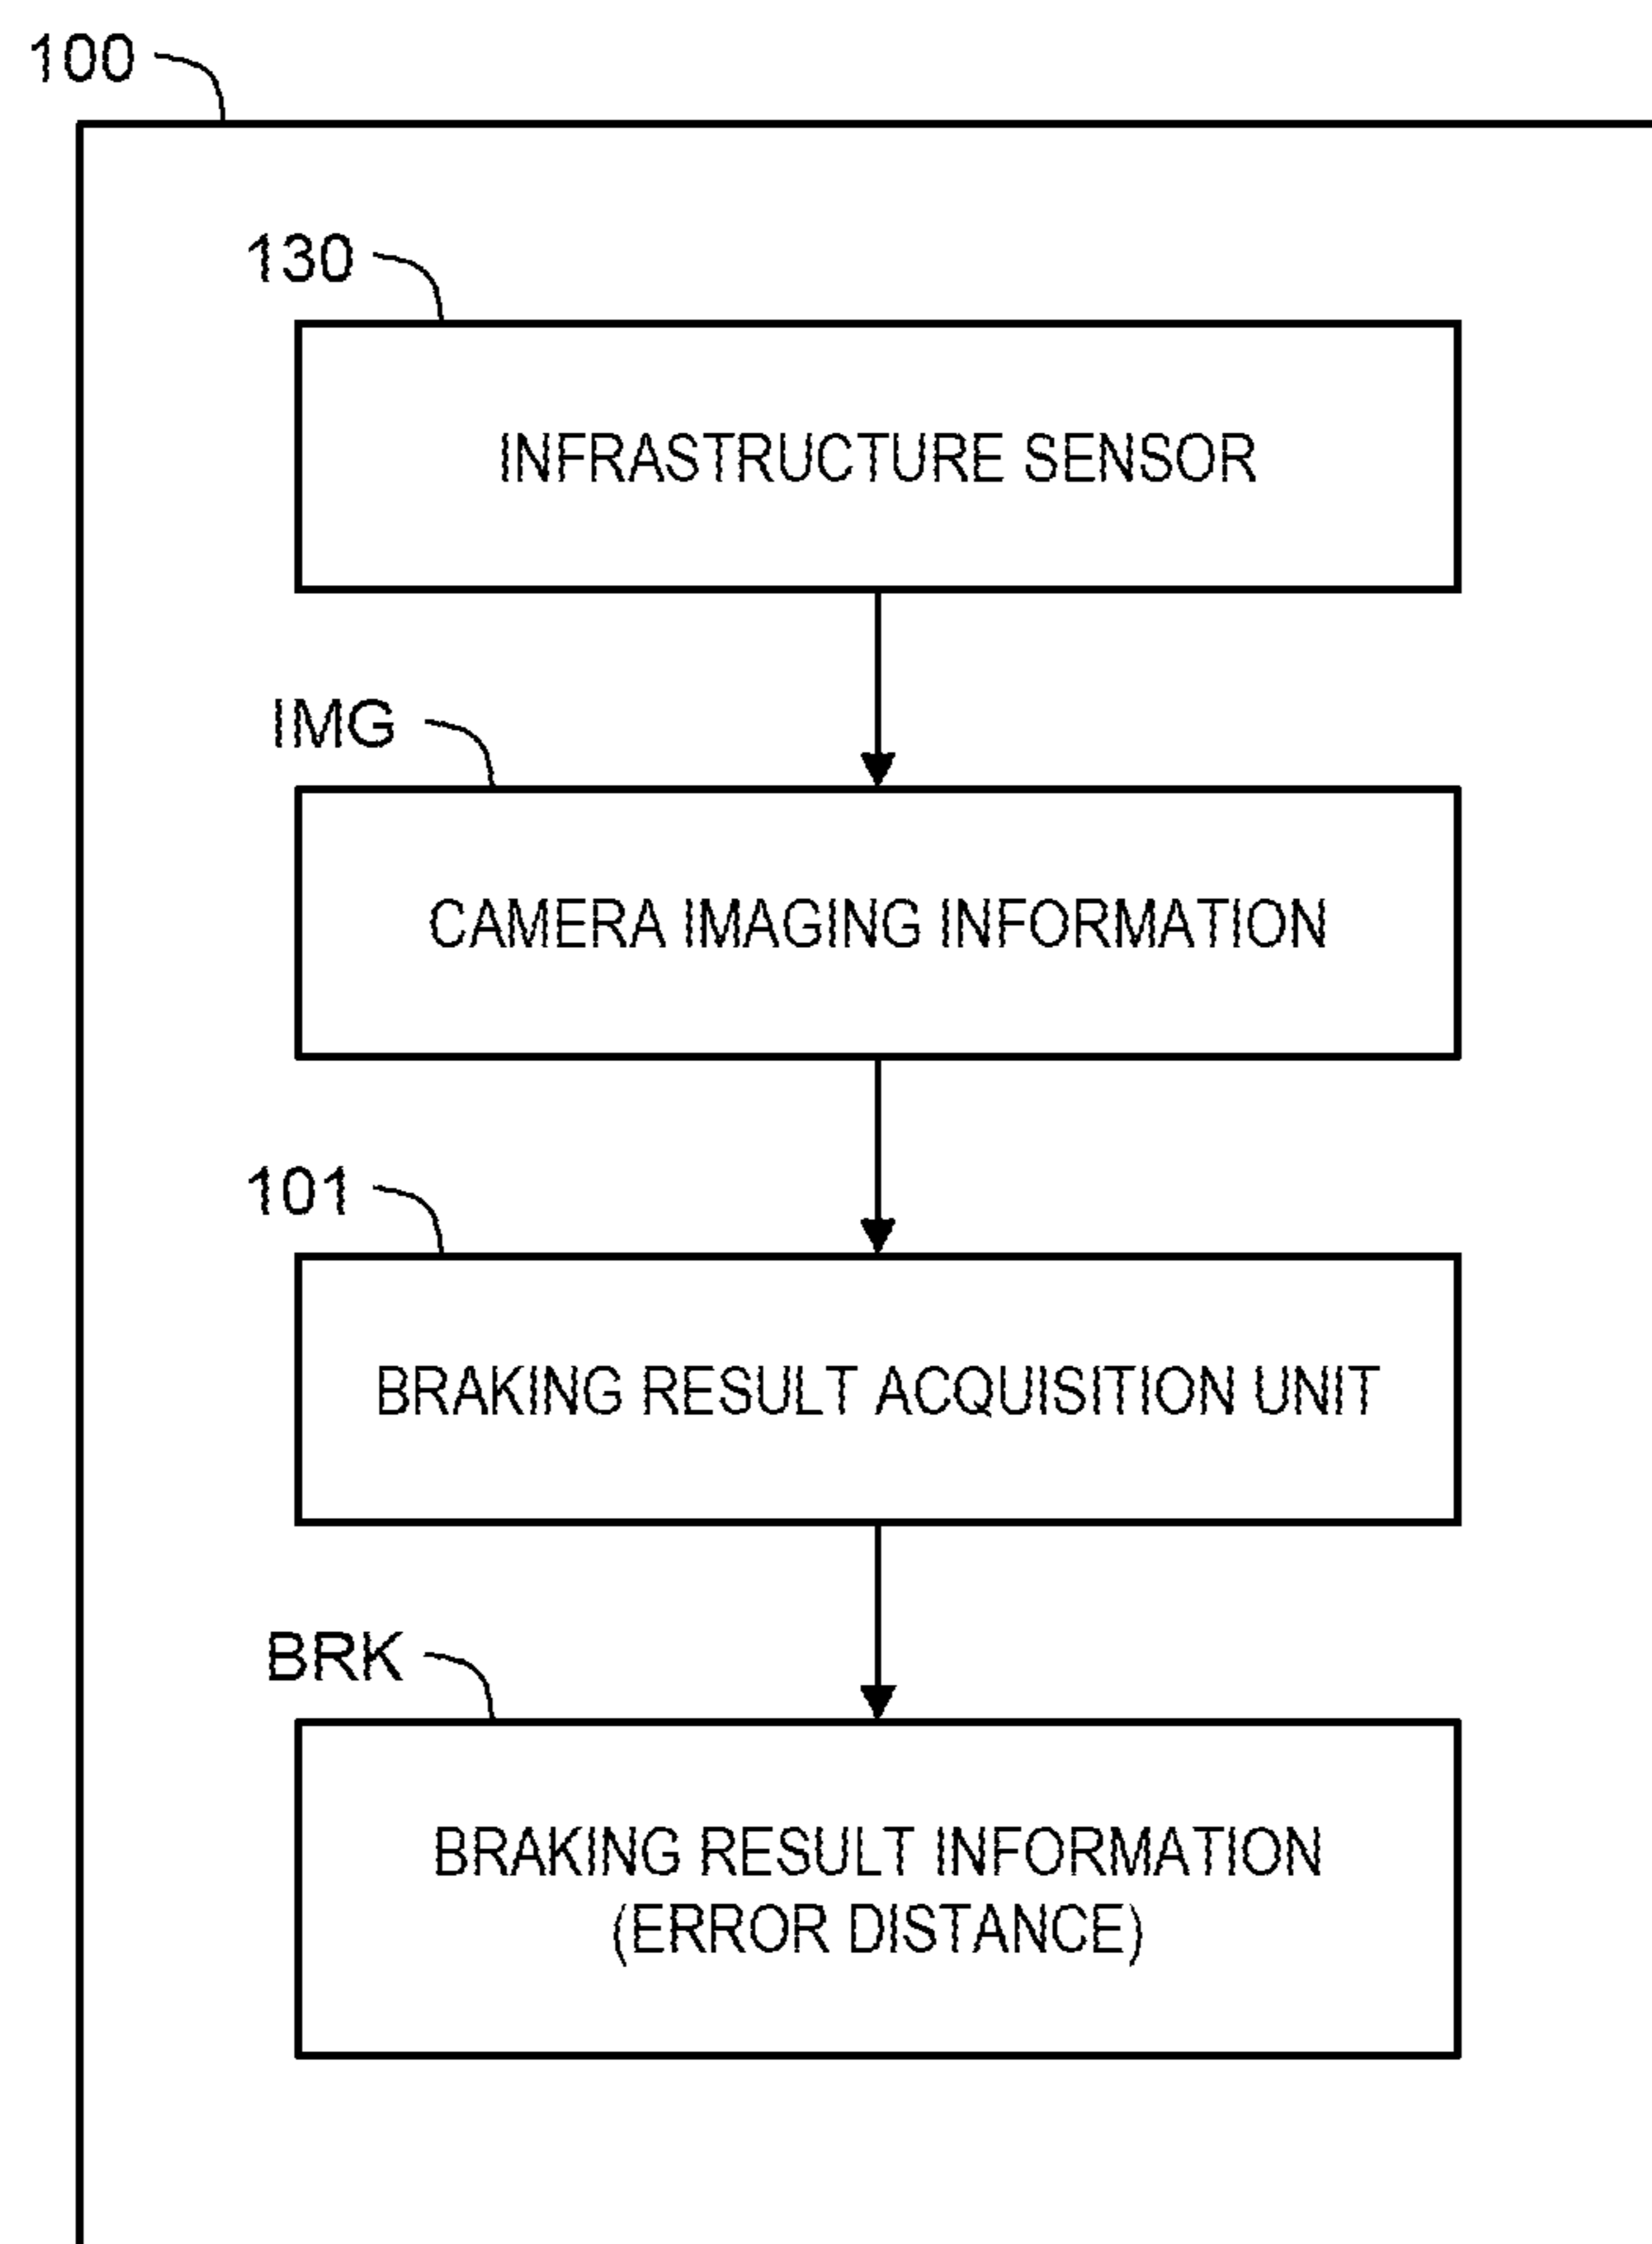 100
130
INFRASTRUCTURE SENSOR
IMG
CAMERA IMAGING INFORMATION
101
BRAKING RESULT ACQUISITION UNIT
BRK
BRAKING RESULT INFORMATION
(ERROR DISTANCE)